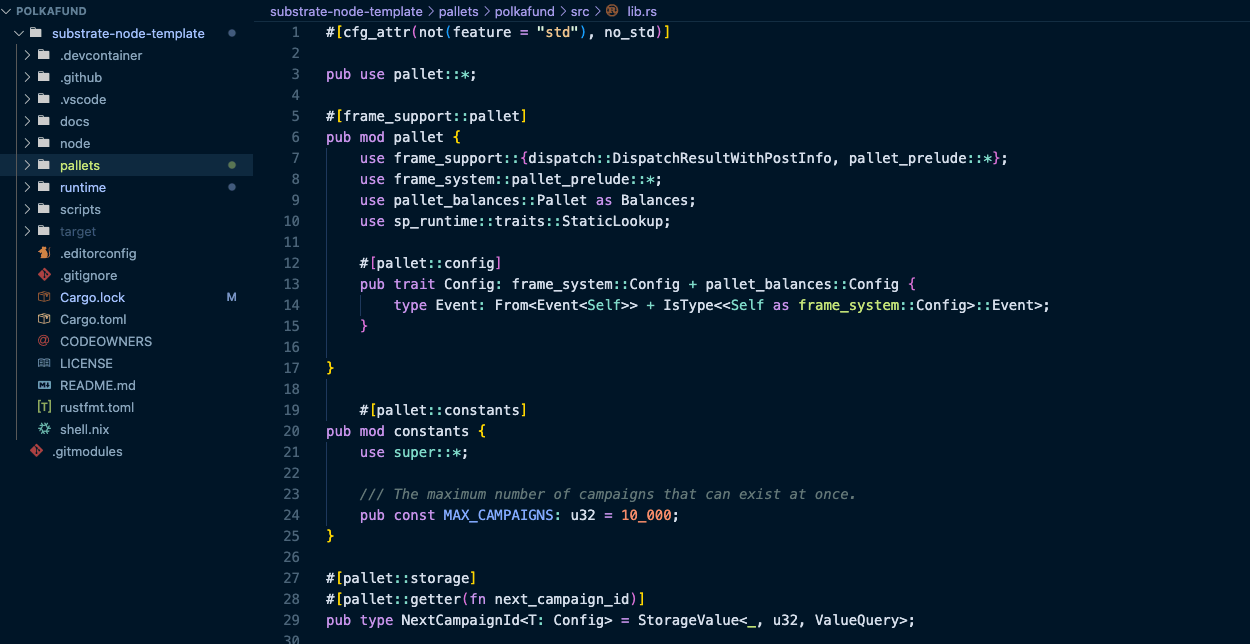 POLKAFUND
substrate-node-template
.devcontainer
.github
.vscode
docs
node
pallets
runtime
scripts
target
.editorconfig
.gitignore
Cargo.lock M
Cargo.toml
CODEOWNERS
LICENSE
README.md
rustfmt.toml
shell.nix
.gitmodules
substrate-node-template > pallets > polkafund > src > lib.rs
1 #[cfg_attr(not(feature = "std"), no_std)]
2
3 pub use pallet::*;
4
5 #[frame_support::pallet]
6 pub mod pallet {
7     use frame_support::{dispatch::DispatchResultWithPostInfo, pallet_prelude::*};
8     use frame_system::pallet_prelude::*;
9     use pallet_balances::Pallet as Balances;
10     use sp_runtime::traits::StaticLookup;
11
12     #[pallet::config]
13     pub trait Config: frame_system::Config + pallet_balances::Config {
14         type Event: From<Event<Self>> + IsType<<Self as frame_system::Config>::Event>;
15     }
16
17 }
18
19     #[pallet::constants]
20 pub mod constants {
21     use super::*;
22
23     /// The maximum number of campaigns that can exist at once.
24     pub const MAX_CAMPAIGNS: u32 = 10_000;
25 }
26
27 #[pallet::storage]
28 #[pallet::getter(fn next_campaign_id)]
29 pub type NextCampaignId<T: Config> = StorageValue<_, u32, ValueQuery>;
30